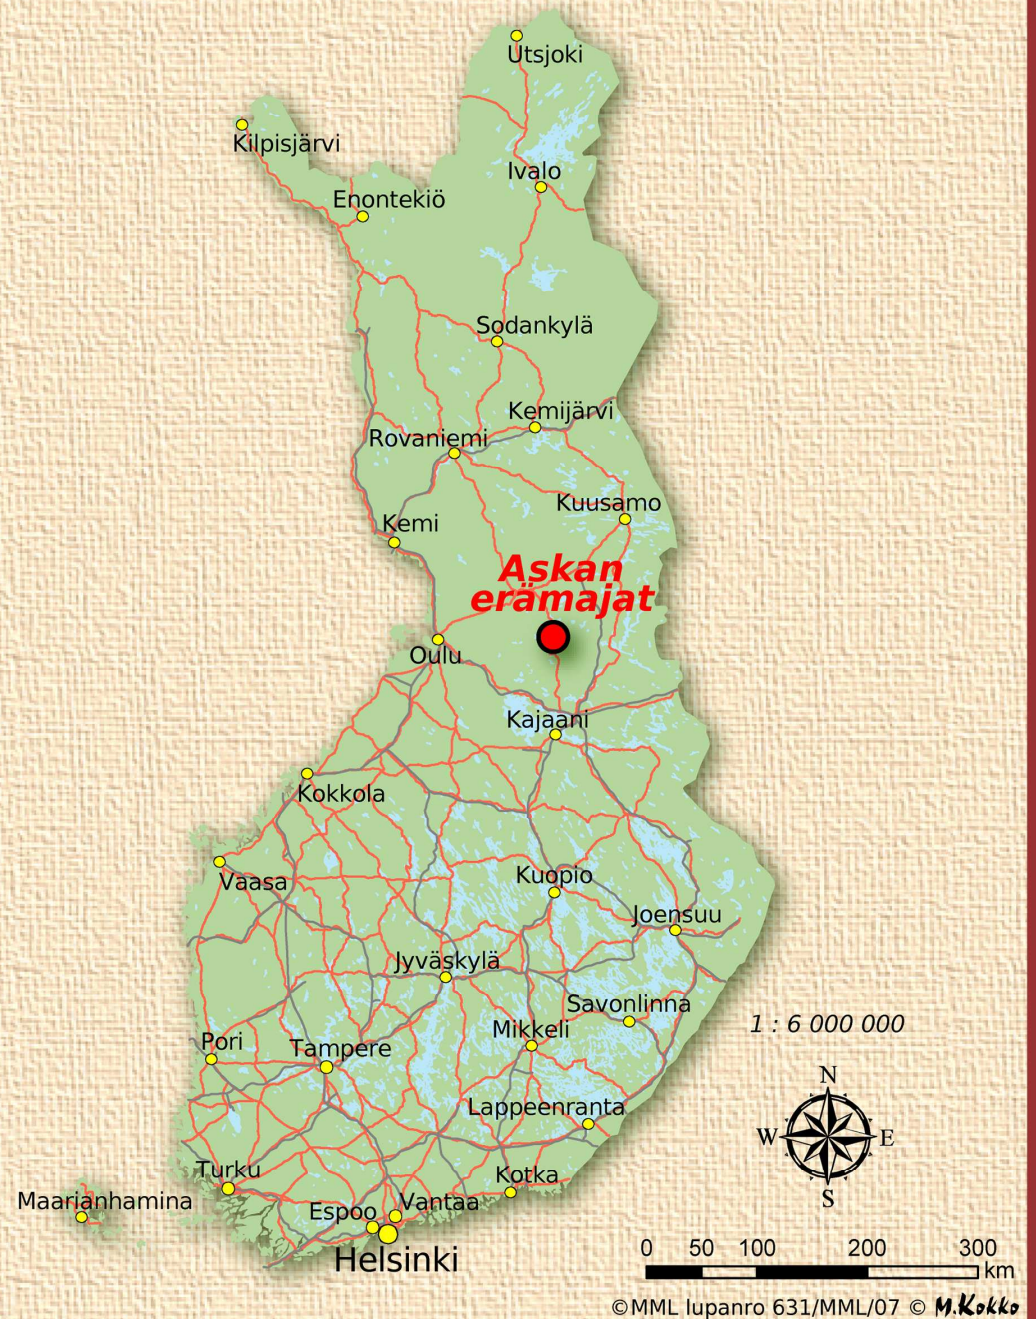 Utsjoki
Kilpisjärvi
Ivalo
Enontekiö
Sodankylä
Kemijärvi
Rovaniemi
Kuusamo
Kemi
Askan
erämajat
Oulu
Kajaani
Kokkola
Kuopio
Vaasa
Joensuu
Jyväskylä
Savonlinna
1 : 6 000 000
Mikkeli
Pori
Tampere
N
Lappeenranta
W E
Turku
Kotka
S
Maarianhamina
Espoo
Vantaa
Helsinki
0 50 100 200 300
km
©MML lupanro 631/MML/07 © M.Kokko